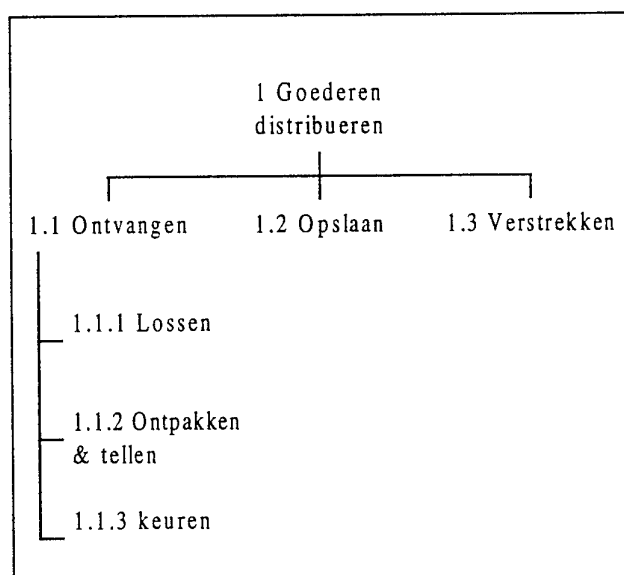 1 Goederen
distribueren
1.1 Ontvangen
1.2 Opslaan
1.3 Verstrekken
1.1.1 Lossen
1.1.2 Ontpakken
& tellen
1.1.3 keuren